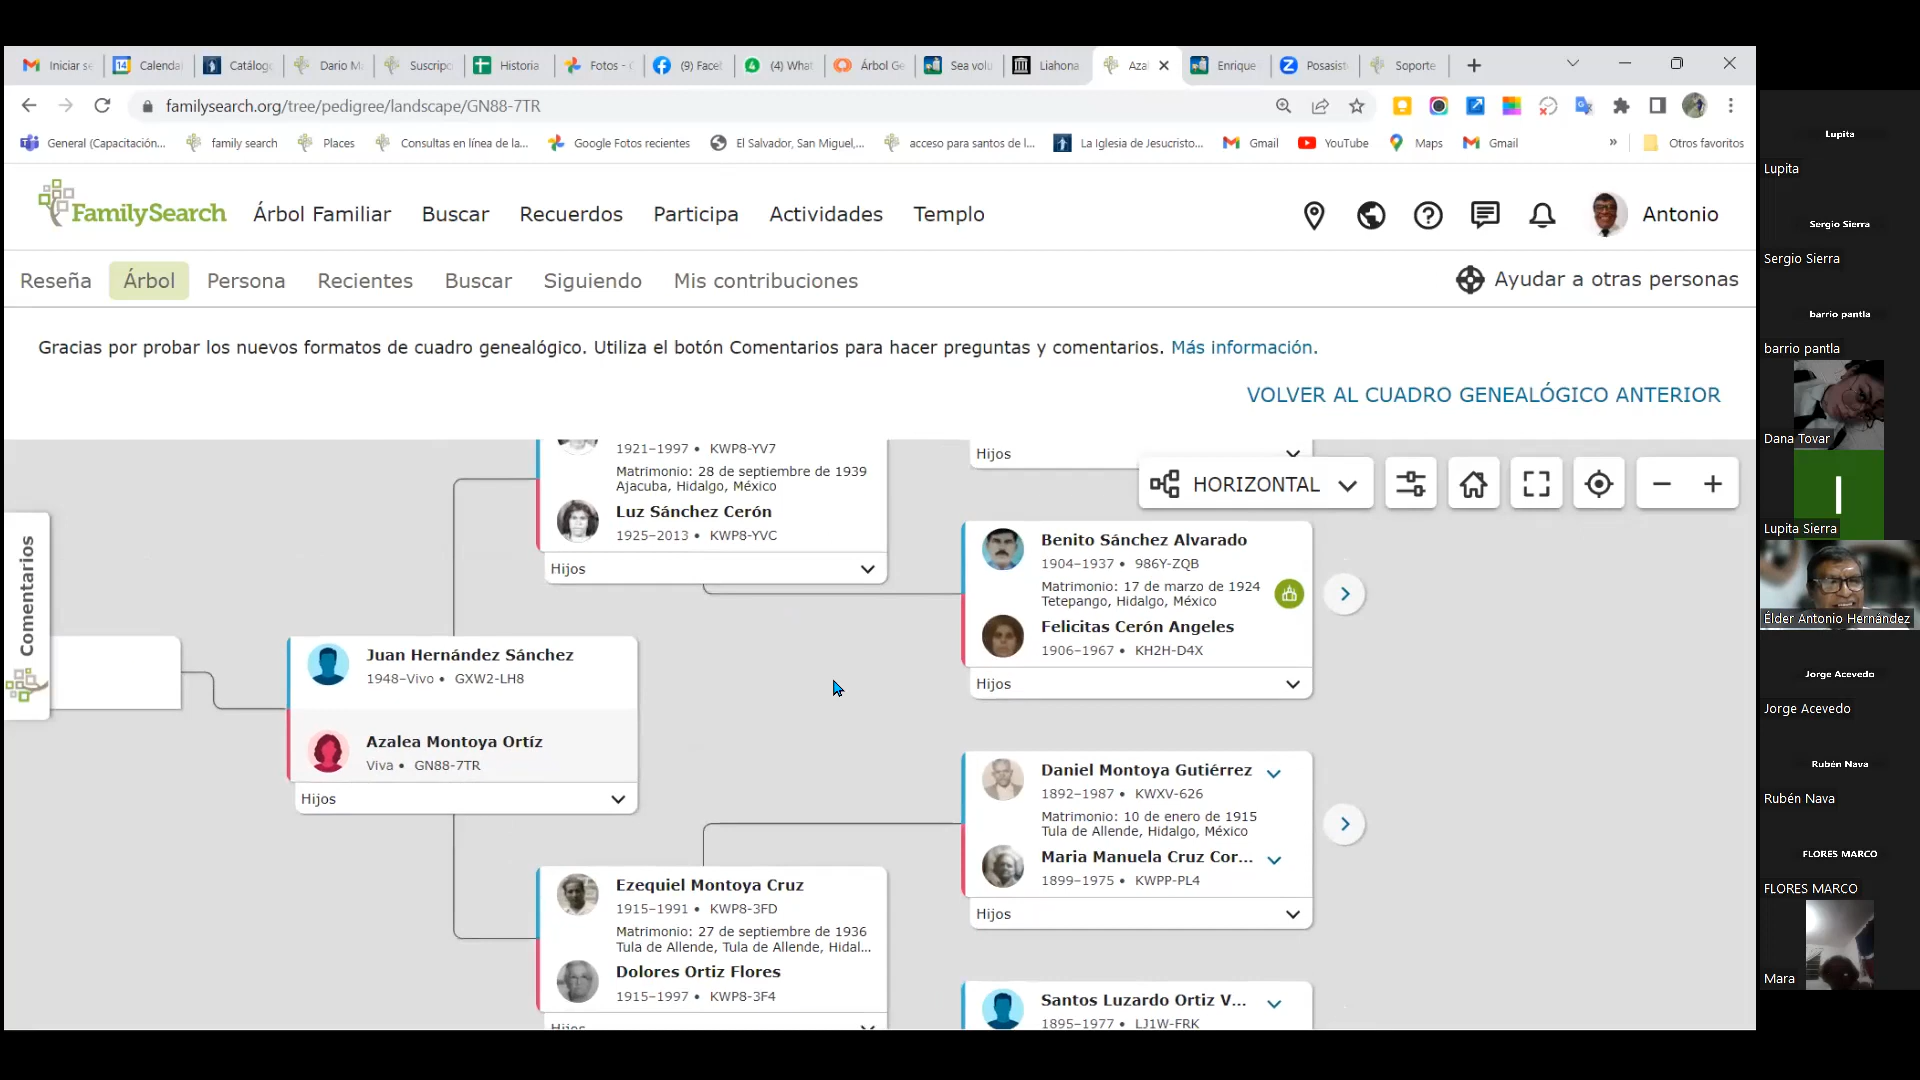 Iniciar se
14
Calenda
Catálog
Dario M
Suscripc
Historia
Fotos - 
(9) Face
4
(4) What
Árbol Ge
Sea volu
Liahona
Aza
Enrique
Posasist
Soporte
familysearch.org/tree/pedigree/landscape/GN88-7TR
General (Capacitación...
family search
Places
Consultas en línea de la...
Google Fotos recientes
El Salvador, San Miguel,...
acceso para santos de l...
La Iglesia de Jesucristo...
Gmail
YouTube
Maps
Gmail
»
Otros favoritos
FamilySearch
Árbol Familiar
Buscar
Recuerdos
Participa
Actividades
Templo
Antonio
Reseña
Árbol
Persona
Recientes
Buscar
Siguiendo
Mis contribuciones
Ayudar a otras personas
Gracias por probar los nuevos formatos de cuadro genealógico. Utiliza el botón Comentarios para hacer preguntas y comentarios. Más información.
VOLVER AL CUADRO GENEALÓGICO ANTERIOR
HORIZONTAL
Comentarios
1921–1997 • KWP8-YV7
Matrimonio: 28 de septiembre de 1939
Ajacuba, Hidalgo, México
Luz Sánchez Cerón
1925–2013 • KWP8-YVC
Hijos
Hijos
Benito Sánchez Alvarado
1904–1937 • 986Y-ZQB
Matrimonio: 17 de marzo de 1924
Tetepango, Hidalgo, México
Felicitas Cerón Angeles
1906–1967 • KH2H-D4X
Hijos
Juan Hernández Sánchez
1948–Vivo • GXW2-LH8
Azalea Montoya Ortíz
Viva • GN88-7TR
Hijos
Daniel Montoya Gutiérrez
1892–1987 • KWXV-626
Matrimonio: 10 de enero de 1915
Tula de Allende, Hidalgo, México
Maria Manuela Cruz Cor...
1899–1975 • KWPP-PL4
Hijos
Ezequiel Montoya Cruz
1915–1991 • KWP8-3FD
Matrimonio: 27 de septiembre de 1936
Tula de Allende, Tula de Allende, Hidal...
Dolores Ortiz Flores
1915–1997 • KWP8-3F4
Hijos
Santos Luzardo Ortiz V...
1895–1977 • LJ1W-FRK
Lupita
Lupita
Sergio Sierra
Sergio Sierra
barrio pantla
barrio pantla
Dana Tovar
I
Lupita Sierra
Élder Antonio Hernández
Jorge Acevedo
Jorge Acevedo
Rubén Nava
Rubén Nava
FLORES MARCO
FLORES MARCO
Mara